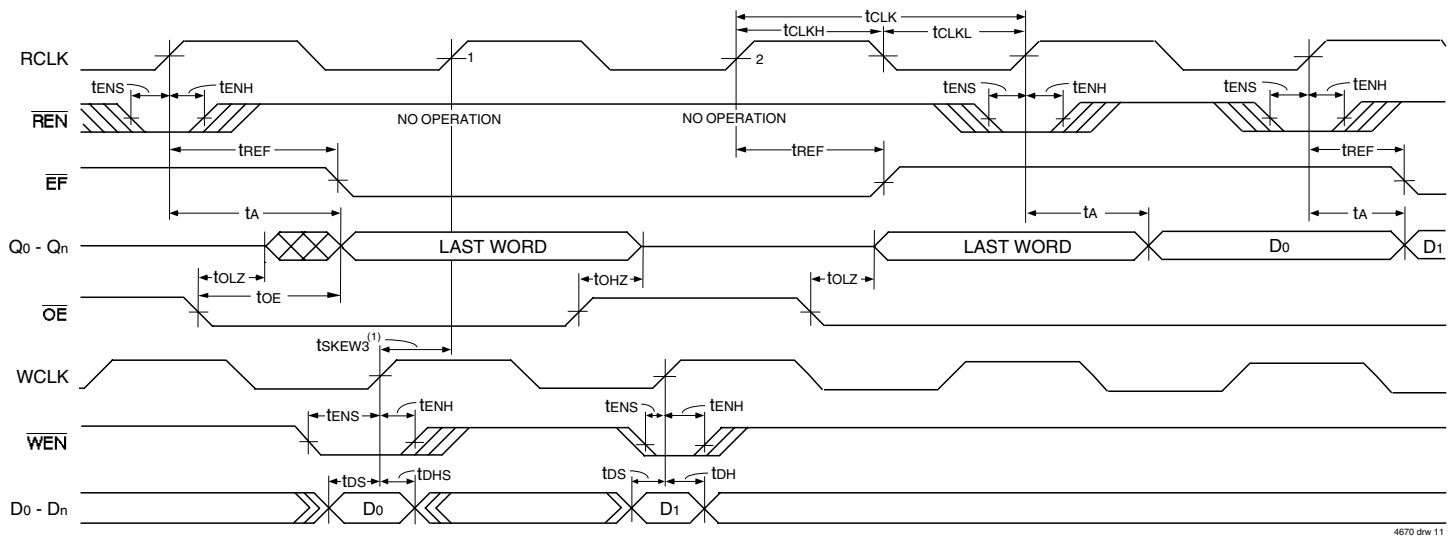 tCLK
tCLKH
tCLKL
RCLK
1
2
tENS
tENH
tENS
tENH
tENS
tENH
REN
NO OPERATION
NO OPERATION
tREF
tREF
tREF
EF
tA
tA
tA
Q0 - Qn
LAST WORD
LAST WORD
D0
D1
tOLZ
tOHZ
tOLZ
tOE
OE
tSKEW3(1)
WCLK
tENS
tENH
tENS
tENH
WEN
tDS
tDHS
tDS
tDH
D0 - Dn
D0
D1
4670 drw 11